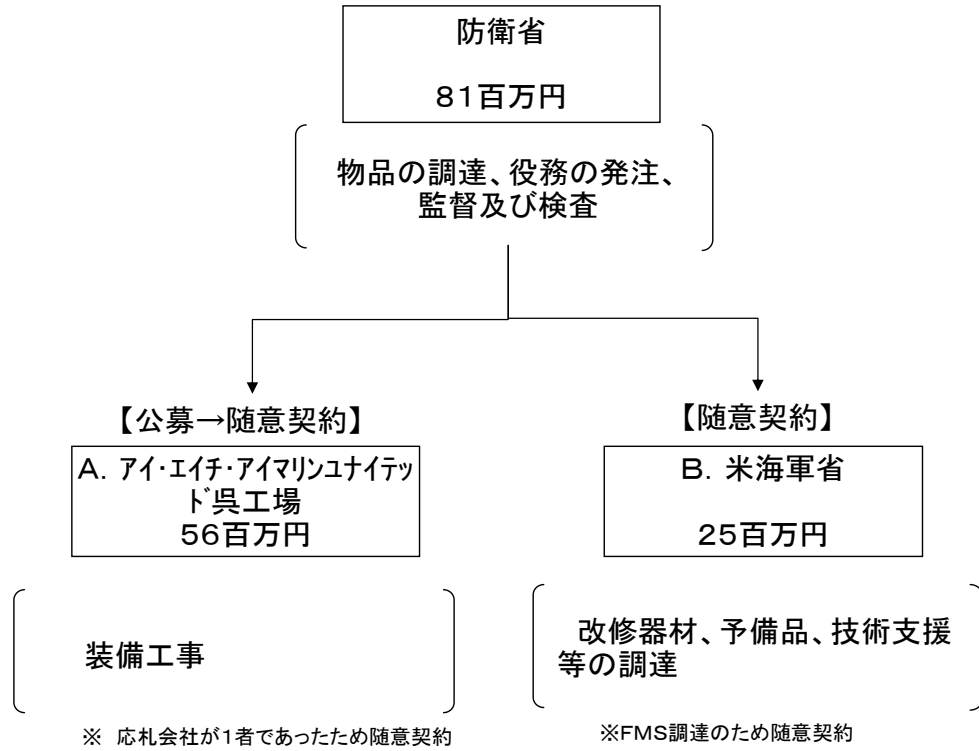 防衛省
８１百万円
物品の調達、役務の発注、
監督及び検査
【公募→随意契約】
A．アイ・エイチ・アイマリンユナイテッ
ド呉工場
５６百万円
装備工事
※　応札会社が１者であったため随意契約
【随意契約】
B．米海軍省
２５百万円
改修器材、予備品、技術支援
等の調達
※FMS調達のため随意契約